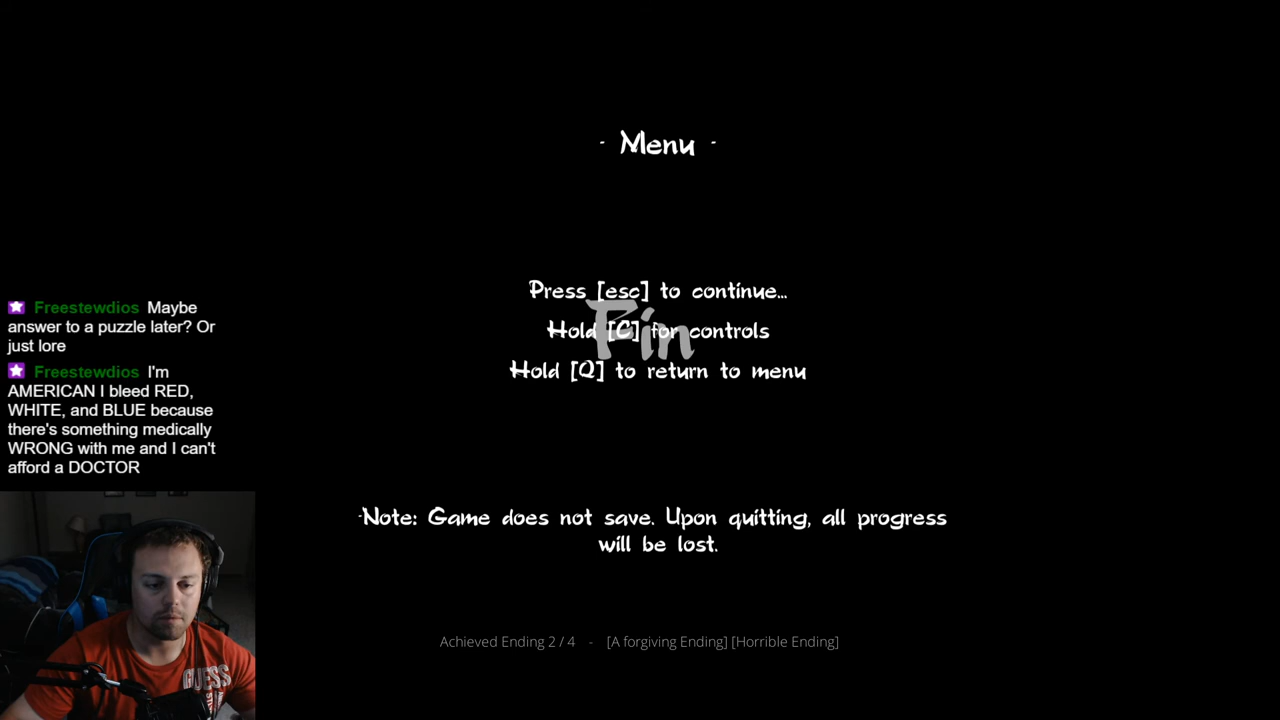 - Menu -
Press [esc] to continue...
Fin
Hold [C] for controls
Hold [Q] to return to menu
Freestewdios Maybe
answer to a puzzle later? Or
just lore
Freestewdios I'm
AMERICAN I bleed RED,
WHITE, and BLUE because
there's something medically
WRONG with me and I can't
afford a DOCTOR
-Note: Game does not save. Upon quitting, all progress
will be lost.
Achieved Ending 2 / 4 - [A forgiving Ending] [Horrible Ending]
GUESS